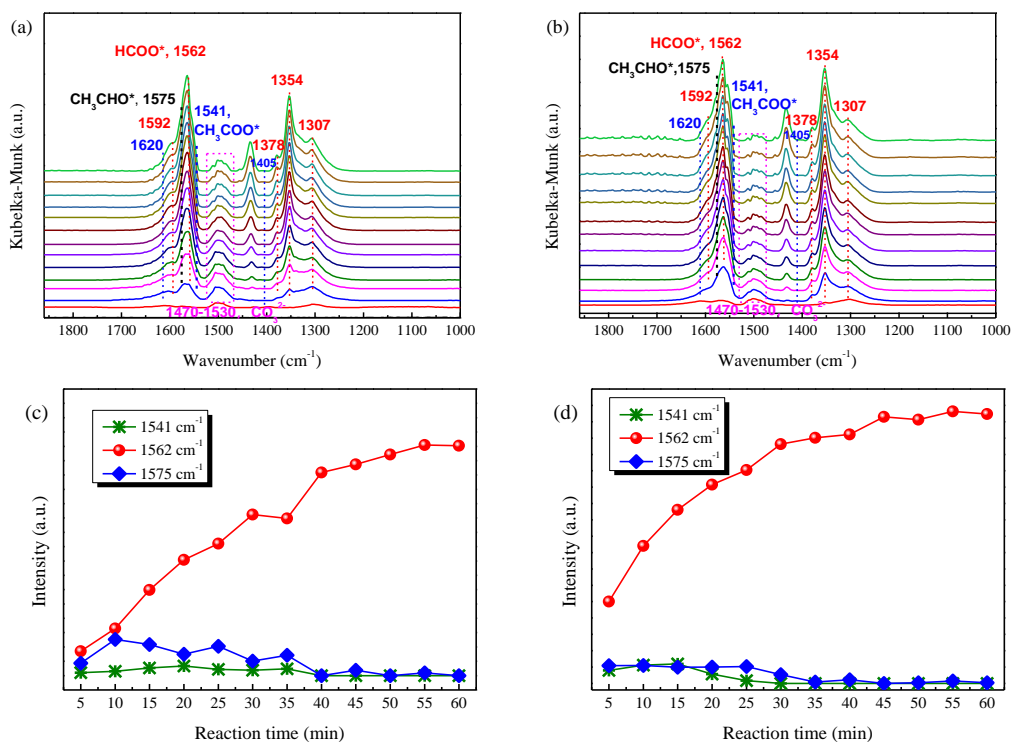 (a)
HCOO*, 1562
CH₃CHO*, 1575
1592
1620
1541,
CH₃COO*
1378
1405
1354
1307
1470-1530, CO₃²⁻
Kubelka-Munk (a.u.)
1800 1700 1600 1500 1400 1300 1200 1100 1000
Wavenumber (cm⁻¹)
(b)
HCOO*, 1562
CH₃CHO*,1575
1592
1620
1541,
CH₃COO*
1378
1405
1354
1307
1470-1530, CO₃²⁻
Kubelka-Munk (a.u.)
1800 1700 1600 1500 1400 1300 1200 1100 1000
Wavenumber (cm⁻¹)
(c)
1541 cm⁻¹
1562 cm⁻¹
1575 cm⁻¹
Intensity (a.u.)
5 10 15 20 25 30 35 40 45 50 55 60
Reaction time (min)
(d)
1541 cm⁻¹
1562 cm⁻¹
1575 cm⁻¹
Intensity (a.u.)
5 10 15 20 25 30 35 40 45 50 55 60
Reaction time (min)